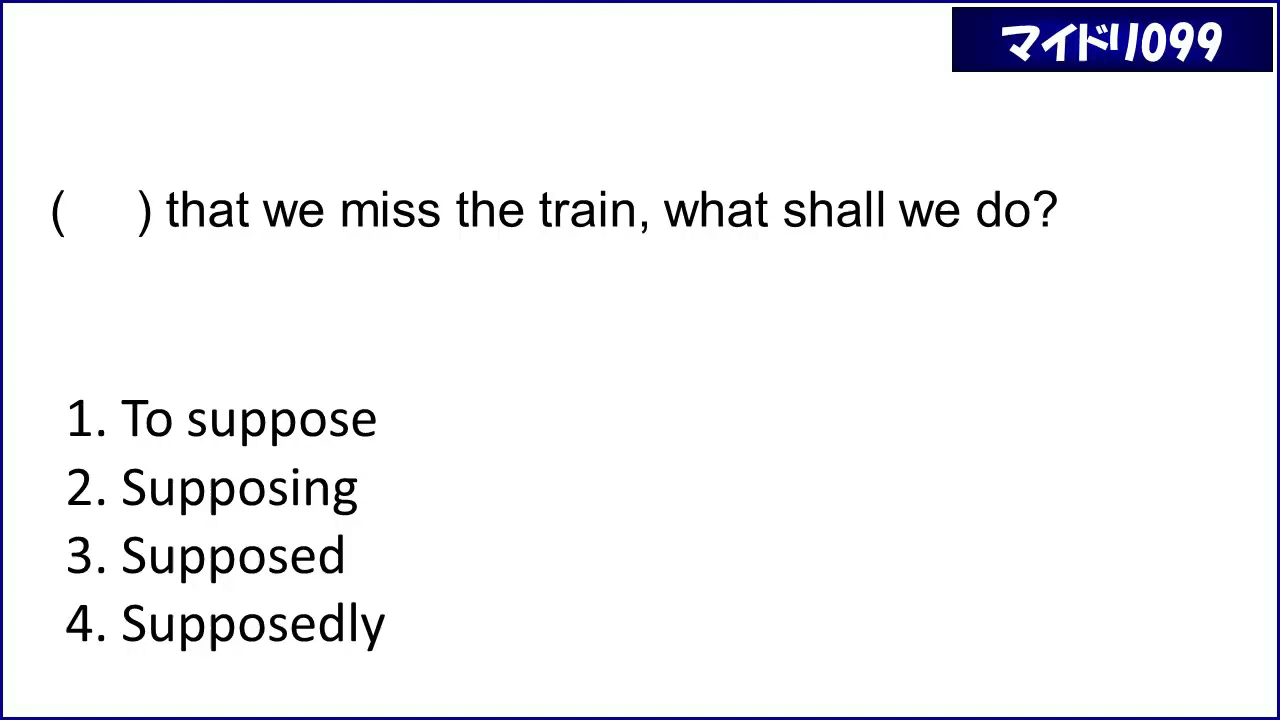 マイドリ1099
(     ) that we miss the train, what shall we do?
1. To suppose
2. Supposing
3. Supposed
4. Supposedly